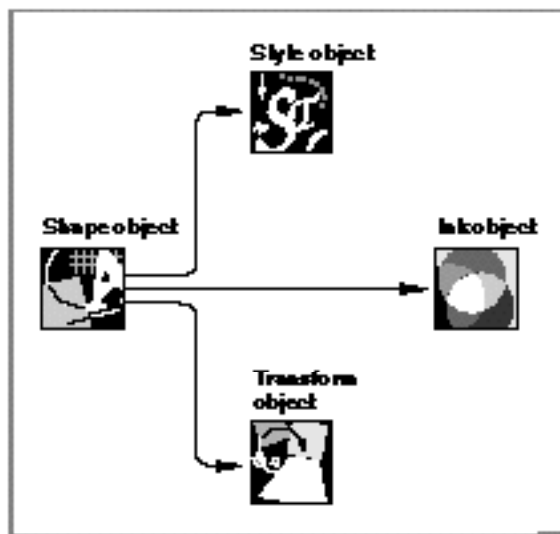 Style object
Shape object
Ink object
Transform
object